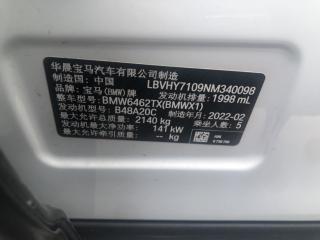 华晨宝马汽车有限公司制造
制造国：中国 LBVHY7109NM340098
品牌：宝马(BMW)牌 发动机排量：1998 mL
整车型号：BMW6462TX(BMWX1)
发动机型号：B48A20C
最大允许总质量：2140 kg 制造年月：2022-02
发动机最大净功率：141 kW 乘坐人数：5
最大允许牵引质量：--- kg